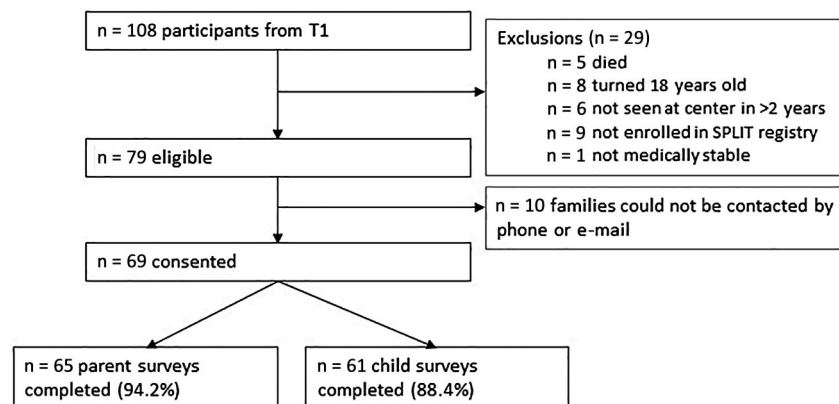 n = 108 participants from T1
Exclusions (n = 29)
n = 5 died
n = 8 turned 18 years old
n = 6 not seen at center in >2 years
n = 9 not enrolled in SPLIT registry
n = 1 not medically stable
n = 79 eligible
n = 10 families could not be contacted by
phone or e-mail
n = 69 consented
n = 65 parent surveys
completed (94.2%)
n = 61 child surveys
completed (88.4%)